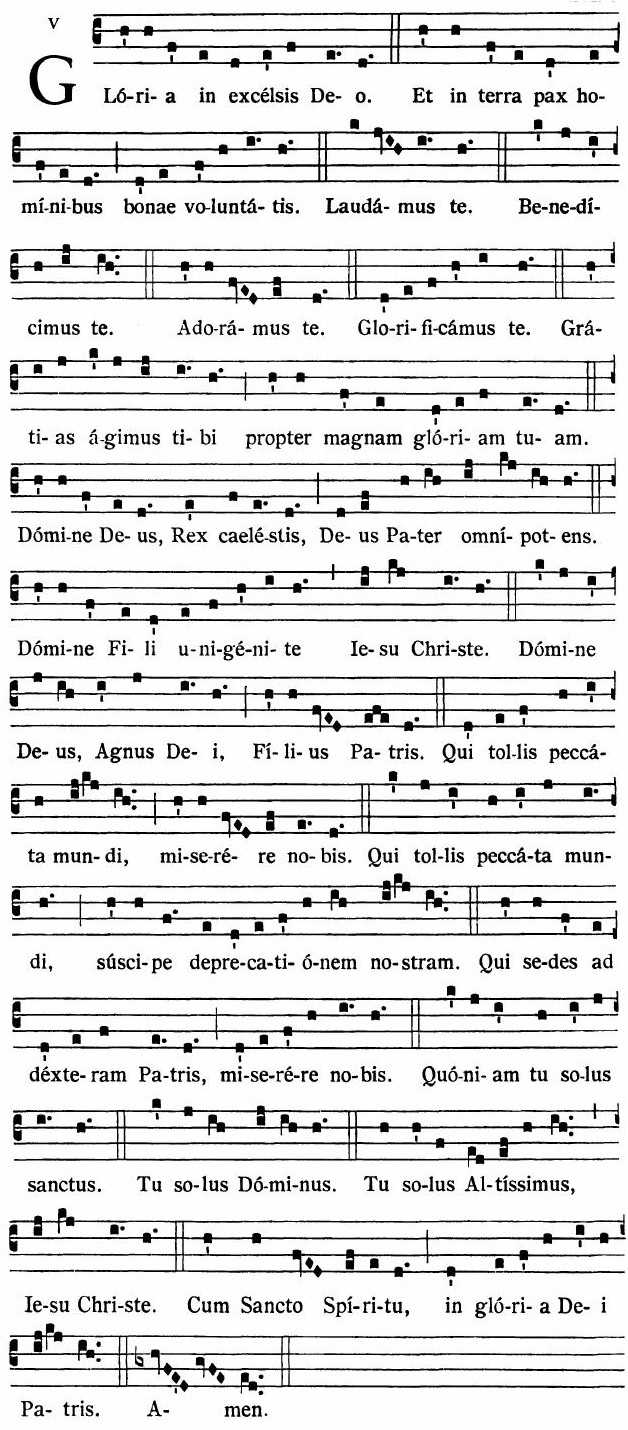 V
GLó-ri- a in excélsis De- o. Et in terra pax ho-
mí-ni-bus bonae vo-luntá- tis. Laudá- mus te. Be-ne-dí-
cimus te. Ado-rá- mus te. Glo-ri-fi-cámus te. Grá-
ti- as á-gimus ti- bi propter magnam gló-ri- am tu- am.
Dómi-ne De- us, Rex caelé-stis, De- us Pa-ter omní- pot- ens.
Dómi-ne Fi- li u-ni-gé-ni- te Ie- su Chri-ste. Dómi-ne
De- us, Agnus De- i, Fí-li- us Pa- tris. Qui tol-lis peccá-
ta mun- di, mi-se-ré- re no-bis. Qui tol-lis peccá-ta mun-
di, súsci- pe depre-ca-ti- ó-nem no-stram. Qui se-des ad
déxte- ram Pa-tris, mi-se-ré-re no-bis. Quó-ni- am tu so-lus
sanctus. Tu so-lus Dó-mi-nus. Tu so-lus Al-tíssimus,
Ie-su Chri-ste. Cum Sancto Spí-ri-tu, in gló-ri- a De- i
Pa- tris. A- men.